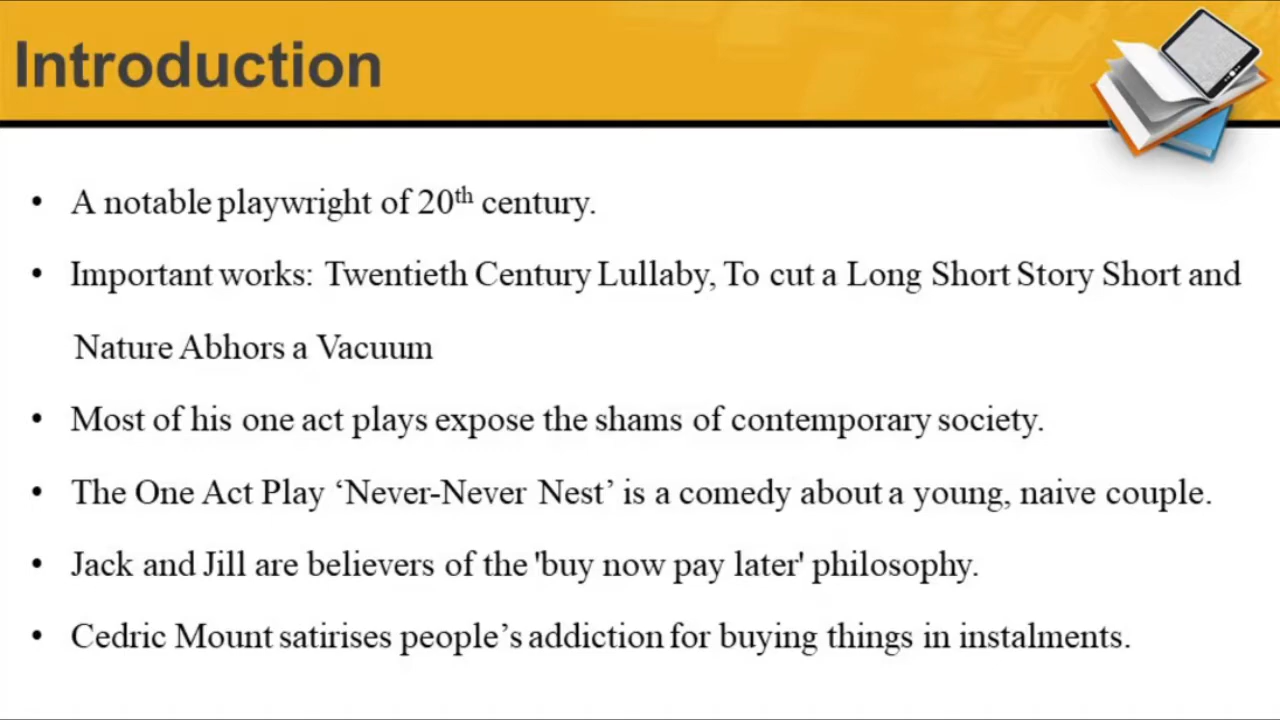 Introduction
• A notable playwright of 20th century.
• Important works: Twentieth Century Lullaby, To cut a Long Short Story Short and
Nature Abhors a Vacuum
• Most of his one act plays expose the shams of contemporary society.
• The One Act Play ‘Never-Never Nest’ is a comedy about a young, naive couple.
• Jack and Jill are believers of the 'buy now pay later' philosophy.
• Cedric Mount satirises people’s addiction for buying things in instalments.